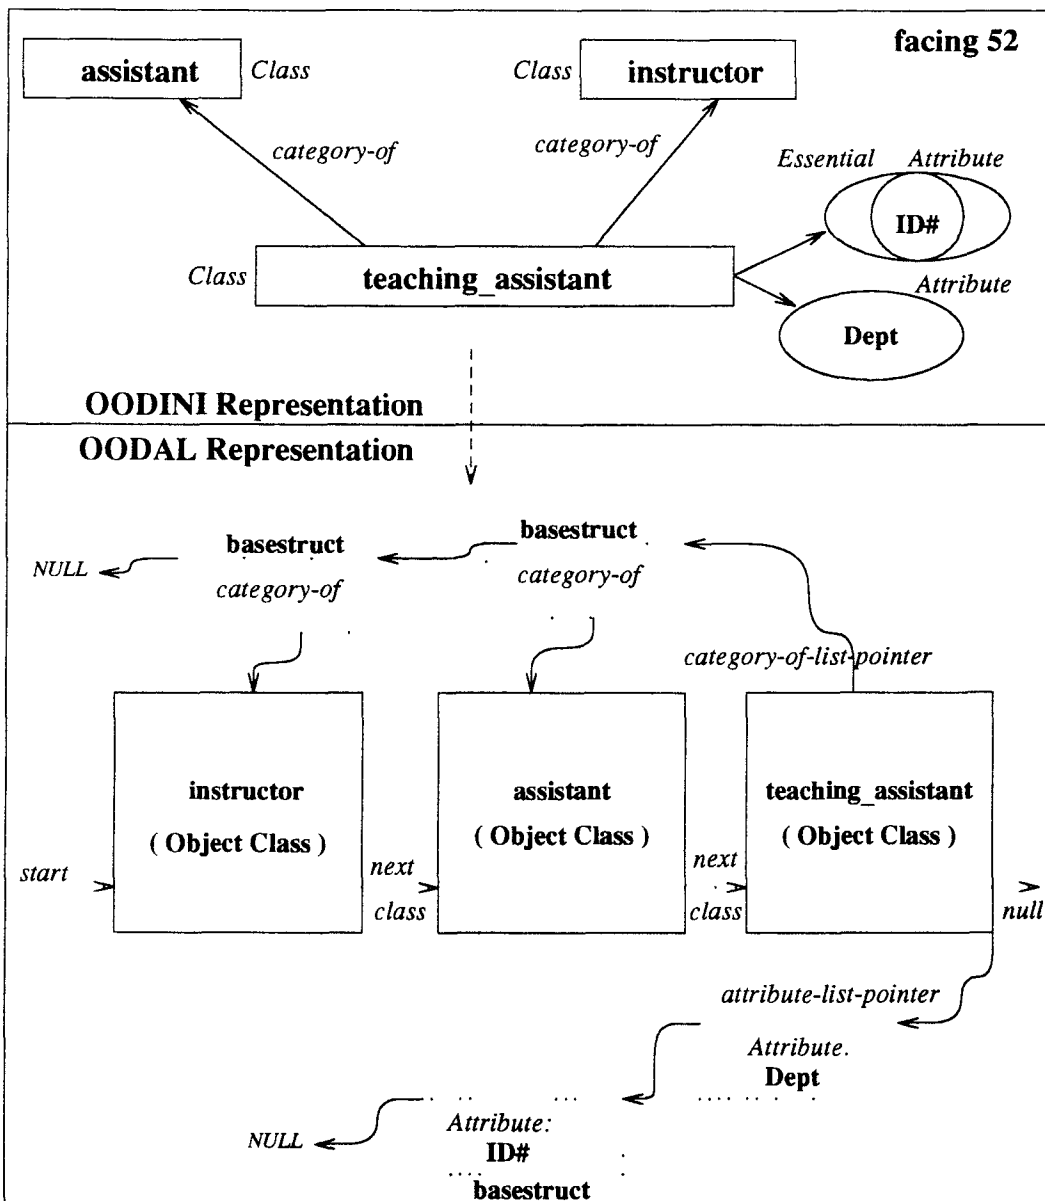 facing 52
assistant
Class
Class
instructor
category-of
category-of
Essential Attribute
ID#
Class
teaching_assistant
Attribute
Dept
OODINI Representation
OODAL Representation
basestruct
basestruct
NULL
category-of
category-of
category-of-list-pointer
instructor
( Object Class )
assistant
( Object Class )
teaching_assistant
( Object Class )
start
next
class
next
class
null
attribute-list-pointer
Attribute.
Dept
Attribute:
NULL
ID#
basestruct